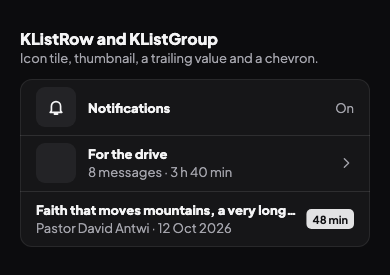 KListRow and KListGroup
Icon tile, thumbnail, a trailing value and a chevron.
Notifications On
For the drive
8 messages · 3 h 40 min
Faith that moves mountains, a very long… 48 min
Pastor David Antwi · 12 Oct 2026